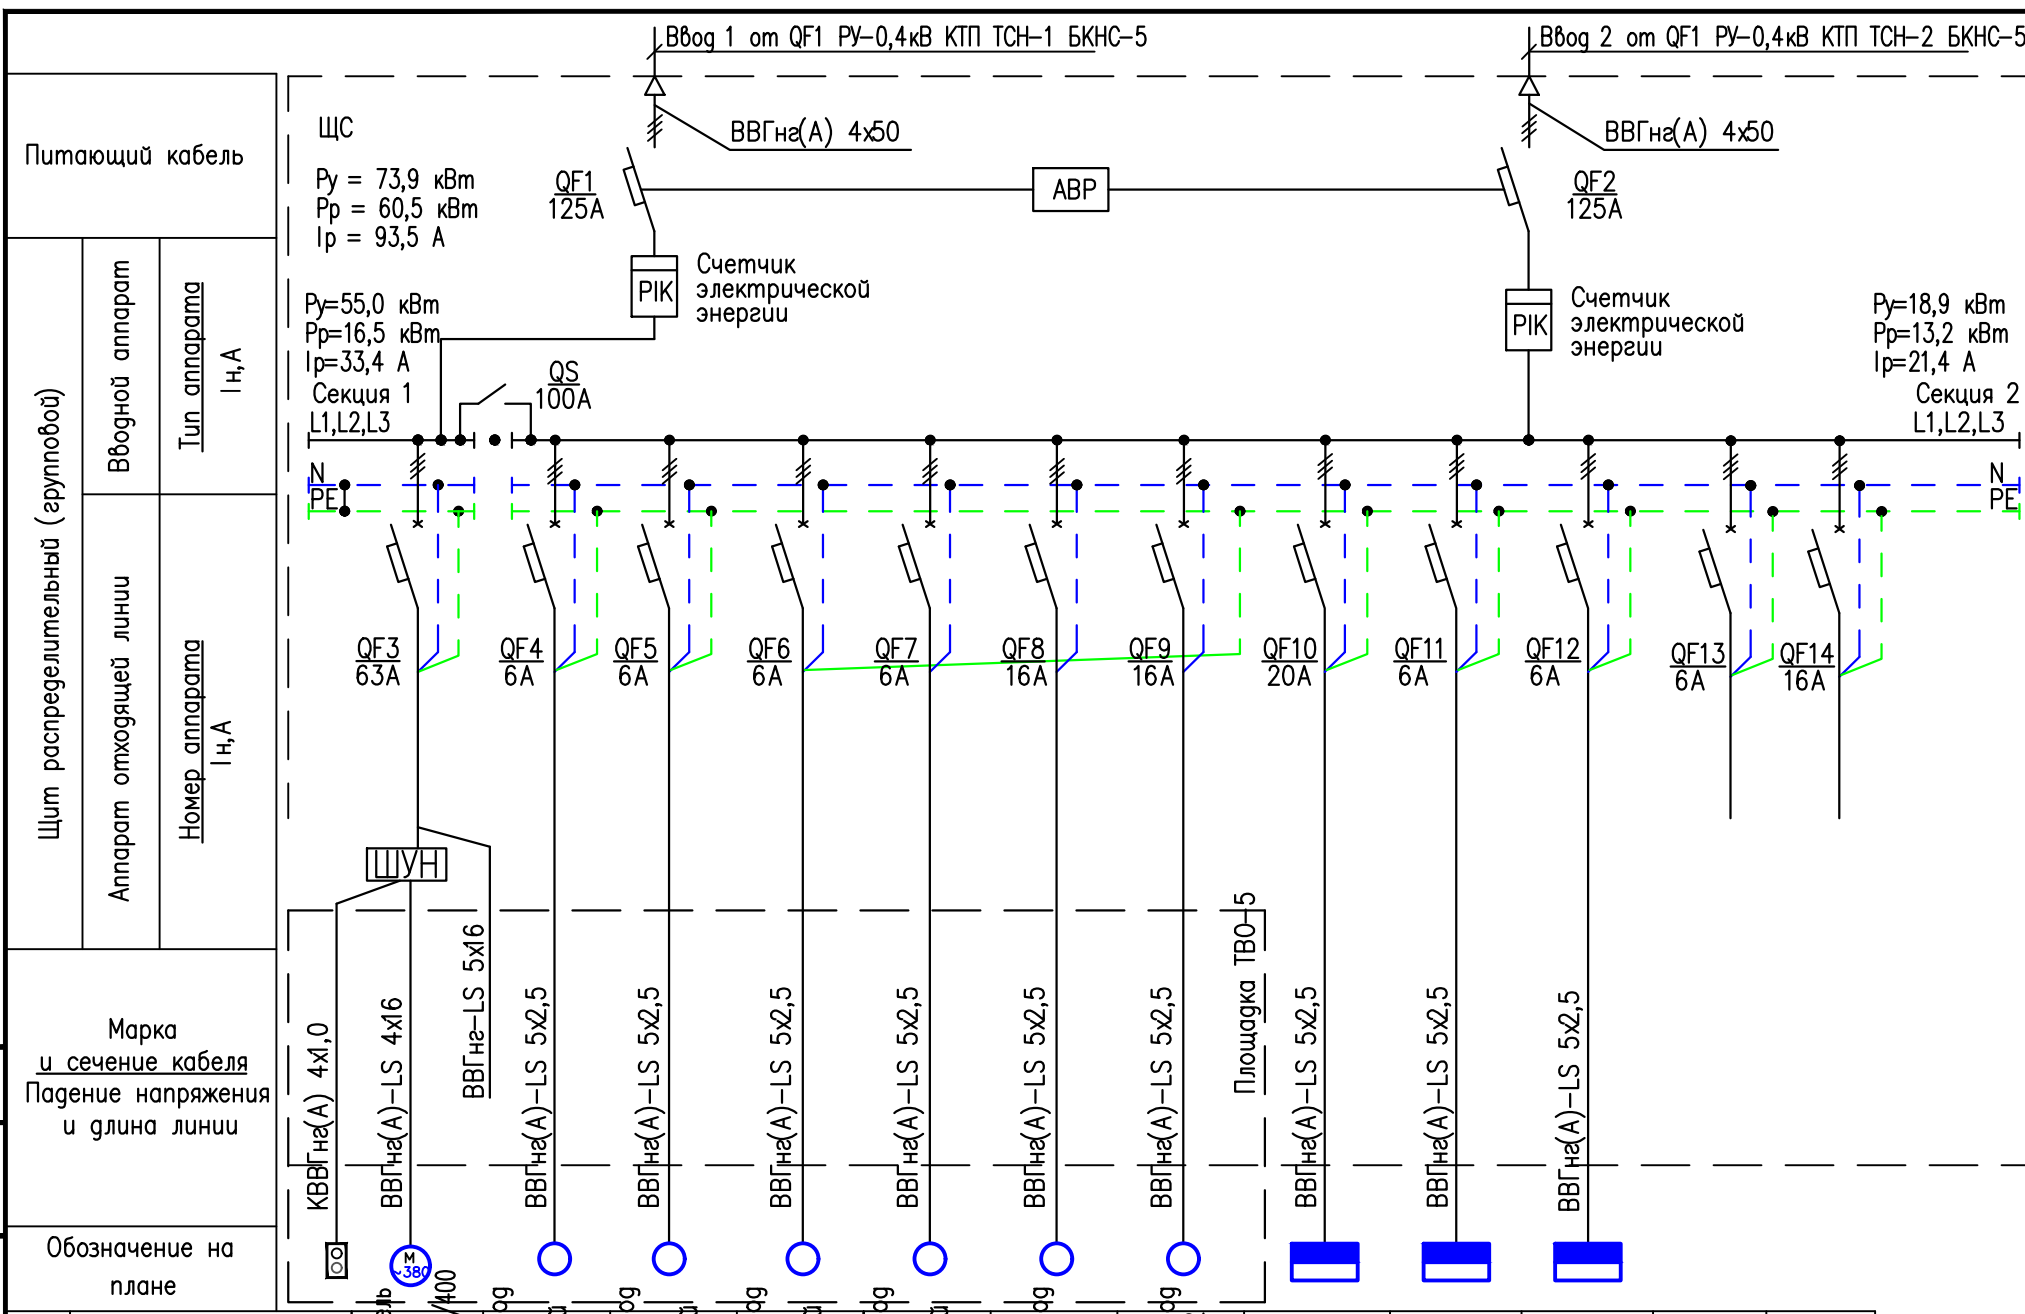 Ввод 1 от QF1 РУ-0,4кВ КТП ТСН-1 БКНС-5
Ввод 2 от QF1 РУ-0,4кВ КТП ТСН-2 БКНС-5
Питающий кабель
ЩС
Ру = 73,9 кВт
Рр = 60,5 кВт
Iр = 93,5 А
ВВГнг(А) 4х50
ВВГнг(А) 4х50
QF1
125А
АВР
QF2
125А
Счетчик
электрической
энергии
PIK
Счетчик
электрической
энергии
PIK
Ру=55,0 кВт
Рр=16,5 кВт
Iр=33,4 А
Секция 1
L1,L2,L3
QS
100А
Ру=18,9 кВт
Рр=13,2 кВт
Iр=21,4 А
Секция 2
L1,L2,L3
N
PE
N
PE
Щит распределительный (групповой)
Вводной аппарат
Тип аппарата
Iн,А
Аппарат отходящей линии
Номер аппарата
Iн,А
QF3
63А
QF4
6А
QF5
6А
QF6
6А
QF7
6А
QF8
16А
QF9
16А
QF10
20А
QF11
6А
QF12
6А
QF13
6А
QF14
16А
ШУН
Марка
и сечение кабеля
Падение напряжения
и длина линии
КВВГнг(А) 4х1,0
ВВГнг(А)-LS 4х16
ВВГнг-LS 5х16
ВВГнг(А)-LS 5х2,5
ВВГнг(А)-LS 5х2,5
ВВГнг(А)-LS 5х2,5
ВВГнг(А)-LS 5х2,5
ВВГнг(А)-LS 5х2,5
ВВГнг(А)-LS 5х2,5
Площадка ТВО-5
ВВГнг(А)-LS 5х2,5
ВВГнг(А)-LS 5х2,5
ВВГнг(А)-LS 5х2,5
Обозначение на
плане
М
~380
/400